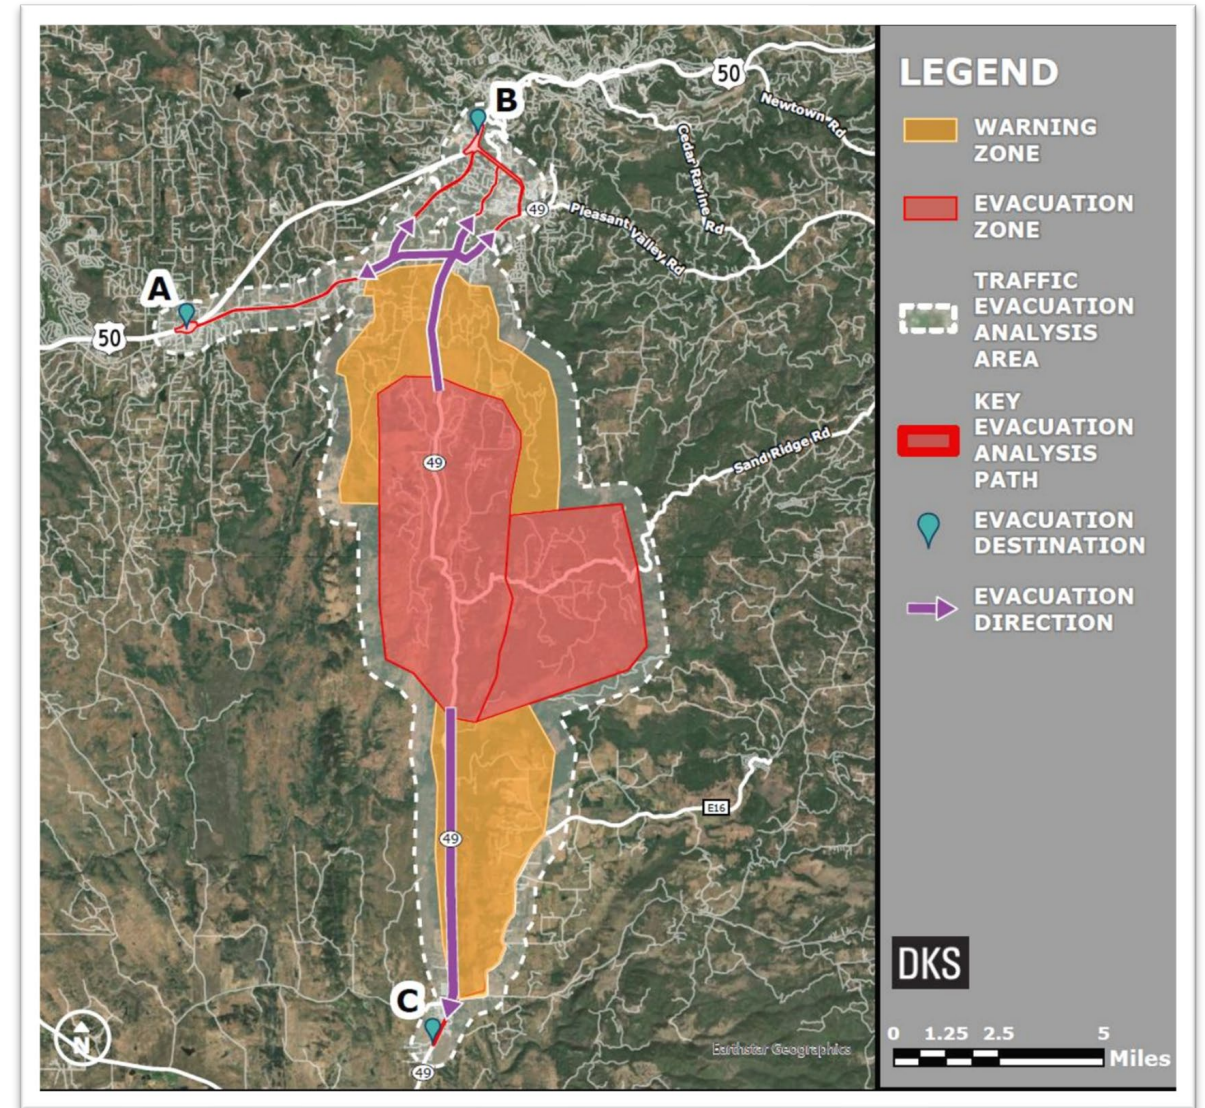 B
50
Newtown Rd
Cedar Ravine Rd
49
Pleasant Valley Rd
A
50
49
Sand Ridge Rd
E16
49
C
49
N
Earthstar Geographics
LEGEND
WARNING
ZONE
EVACUATION
ZONE
TRAFFIC
EVACUATION
ANALYSIS
AREA
KEY
EVACUATION
ANALYSIS
PATH
EVACUATION
DESTINATION
EVACUATION
DIRECTION
DKS
0 1.25 2.5 5
Miles